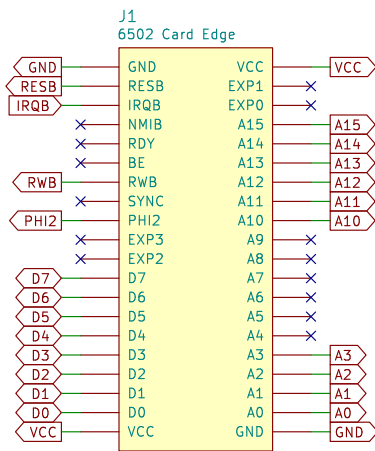 J1
6502 Card Edge
GND GND VCC VCC
RESB RESB EXP1
IRQB IRQB EXP0
NMIB A15 A15
RDY A14 A14
BE A13 A13
RWB RWB A12 A12
SYNC A11 A11
PHI2 PHI2 A10 A10
EXP3 A9
EXP2 A8
D7 D7 A7
D6 D6 A6
D5 D5 A5
D4 D4 A4
D3 D3 A3 A3
D2 D2 A2 A2
D1 D1 A1 A1
D0 D0 A0 A0
VCC VCC GND GND